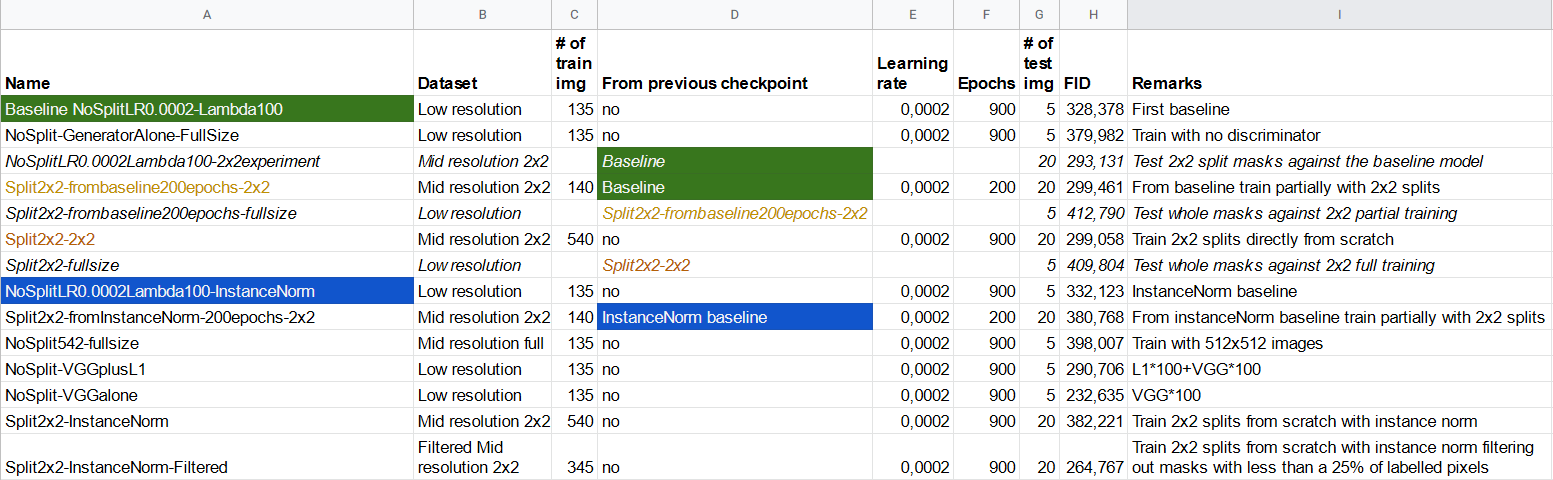 A B C D E F G H I
Name Dataset # of train img From previous checkpoint Learning rate Epochs # of test img FID Remarks
Baseline NoSplitLR0.0002-Lambda100 Low resolution 135 no 0,0002 900 5 328,378 First baseline
NoSplit-GeneratorAlone-FullSize Low resolution 135 no 0,0002 900 5 379,982 Train with no discriminator
NoSplitLR0.0002Lambda100-2x2experiment Mid resolution 2x2 Baseline 20 293,131 Test 2x2 split masks against the baseline model
Split2x2-frombaseline200epochs-2x2 Mid resolution 2x2 140 Baseline 0,0002 200 20 299,461 From baseline train partially with 2x2 splits
Split2x2-frombaseline200epochs-fullsize Low resolution Split2x2-frombaseline200epochs-2x2 5 412,790 Test whole masks against 2x2 partial training
Split2x2-2x2 Mid resolution 2x2 540 no 0,0002 900 20 299,058 Train 2x2 splits directly from scratch
Split2x2-fullsize Low resolution Split2x2-2x2 5 409,804 Test whole masks against 2x2 full training
NoSplitLR0.0002Lambda100-InstanceNorm Low resolution 135 no 0,0002 900 5 332,123 InstanceNorm baseline
Split2x2-fromInstanceNorm-200epochs-2x2 Mid resolution 2x2 140 InstanceNorm baseline 0,0002 200 20 380,768 From instanceNorm baseline train partially with 2x2 splits
NoSplit542-fullsize Mid resolution full 135 no 0,0002 900 5 398,007 Train with 512x512 images
NoSplit-VGGplusL1 Low resolution 135 no 0,0002 900 5 290,706 L1*100+VGG*100
NoSplit-VGGalone Low resolution 135 no 0,0002 900 5 232,635 VGG*100
Split2x2-InstanceNorm Mid resolution 2x2 540 no 0,0002 900 20 382,221 Train 2x2 splits from scratch with instance norm
Split2x2-InstanceNorm-Filtered Filtered Mid resolution 2x2 345 no 0,0002 900 20 264,767 Train 2x2 splits from scratch with instance norm filtering out masks with less than a 25% of labelled pixels